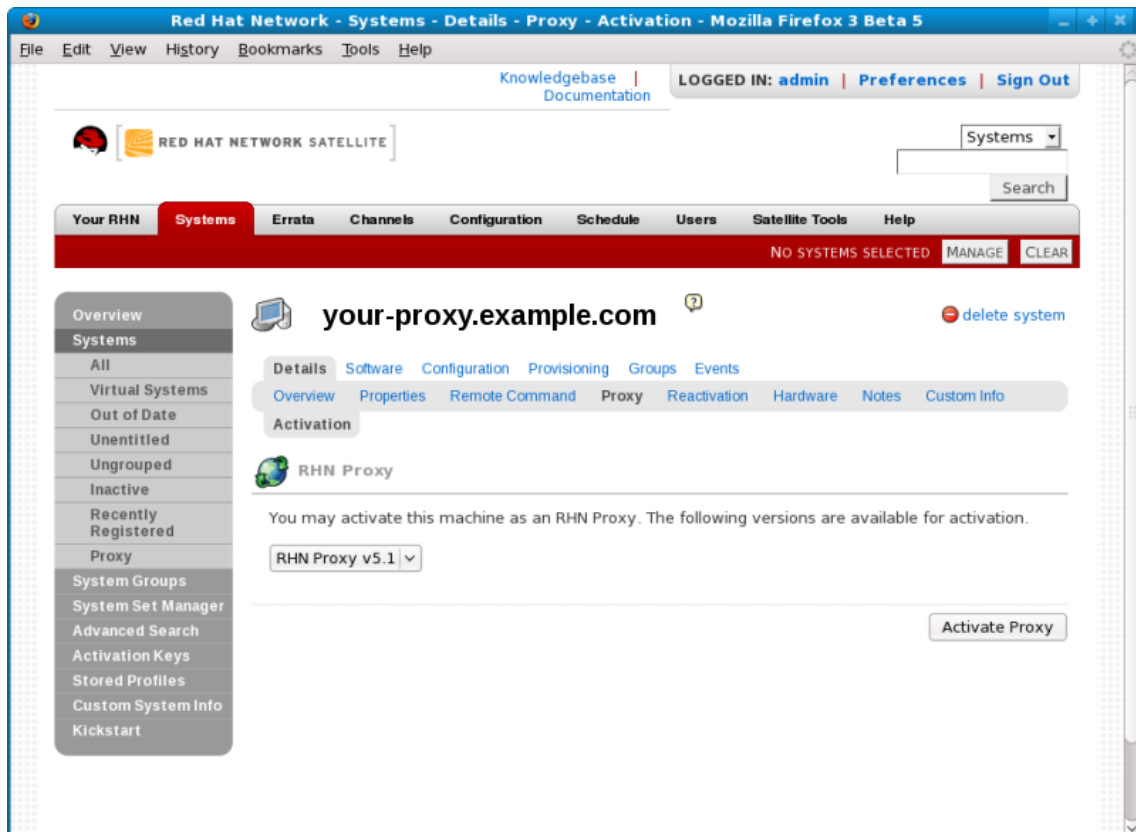 Red Hat Network - Systems - Details - Proxy - Activation - Mozilla Firefox 3 Beta 5
File Edit View History Bookmarks Tools Help
Knowledgebase |
Documentation
LOGGED IN: admin | Preferences | Sign Out
RED HAT NETWORK SATELLITE
Systems
Search
Your RHN Systems Errata Channels Configuration Schedule Users Satellite Tools Help
NO SYSTEMS SELECTED MANAGE CLEAR
Overview
Systems
All
Virtual Systems
Out of Date
Unentitled
Ungrouped
Inactive
Recently
Registered
Proxy
System Groups
System Set Manager
Advanced Search
Activation Keys
Stored Profiles
Custom System Info
Kickstart
your-proxy.example.com ?
delete system
Details Software Configuration Provisioning Groups Events
Overview Properties Remote Command Proxy Reactivation Hardware Notes Custom Info
Activation
RHN Proxy
You may activate this machine as an RHN Proxy. The following versions are available for activation.
RHN Proxy v5.1
Activate Proxy